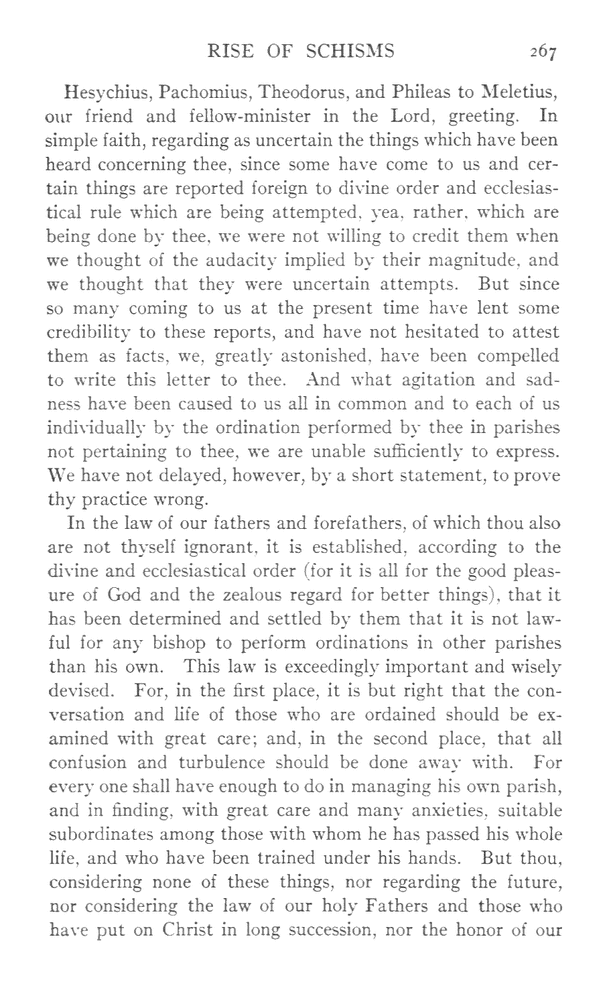 RISE OF SCHISMS 267
Hesychius, Pachomius, Theodorus, and Phileas to Meletius,
our friend and fellow-minister in the Lord, greeting. In
simple faith, regarding as uncertain the things which have been
heard concerning thee, since some have come to us and cer-
tain things are reported foreign to divine order and ecclesias-
tical rule which are being attempted, yea, rather, which are
being done by thee, we were not willing to credit them when
we thought of the audacity implied by their magnitude, and
we thought that they were uncertain attempts. But since
so many coming to us at the present time have lent some
credibility to these reports, and have not hesitated to attest
them as facts, we, greatly astonished, have been compelled
to write this letter to thee. And what agitation and sad-
ness have been caused to us all in common and to each of us
individually by the ordination performed by thee in parishes
not pertaining to thee, we are unable sufficiently to express.
We have not delayed, however, by a short statement, to prove
thy practice wrong.
In the law of our fathers and forefathers, of which thou also
are not thyself ignorant, it is established, according to the
divine and ecclesiastical order (for it is all for the good pleas-
ure of God and the zealous regard for better things), that it
has been determined and settled by them that it is not law-
ful for any bishop to perform ordinations in other parishes
than his own. This law is exceedingly important and wisely
devised. For, in the first place, it is but right that the con-
versation and life of those who are ordained should be ex-
amined with great care; and, in the second place, that all
confusion and turbulence should be done away with. For
every one shall have enough to do in managing his own parish,
and in finding, with great care and many anxieties, suitable
subordinates among those with whom he has passed his whole
life, and who have been trained under his hands. But thou,
considering none of these things, nor regarding the future,
nor considering the law of our holy Fathers and those who
have put on Christ in long succession, nor the honor of our